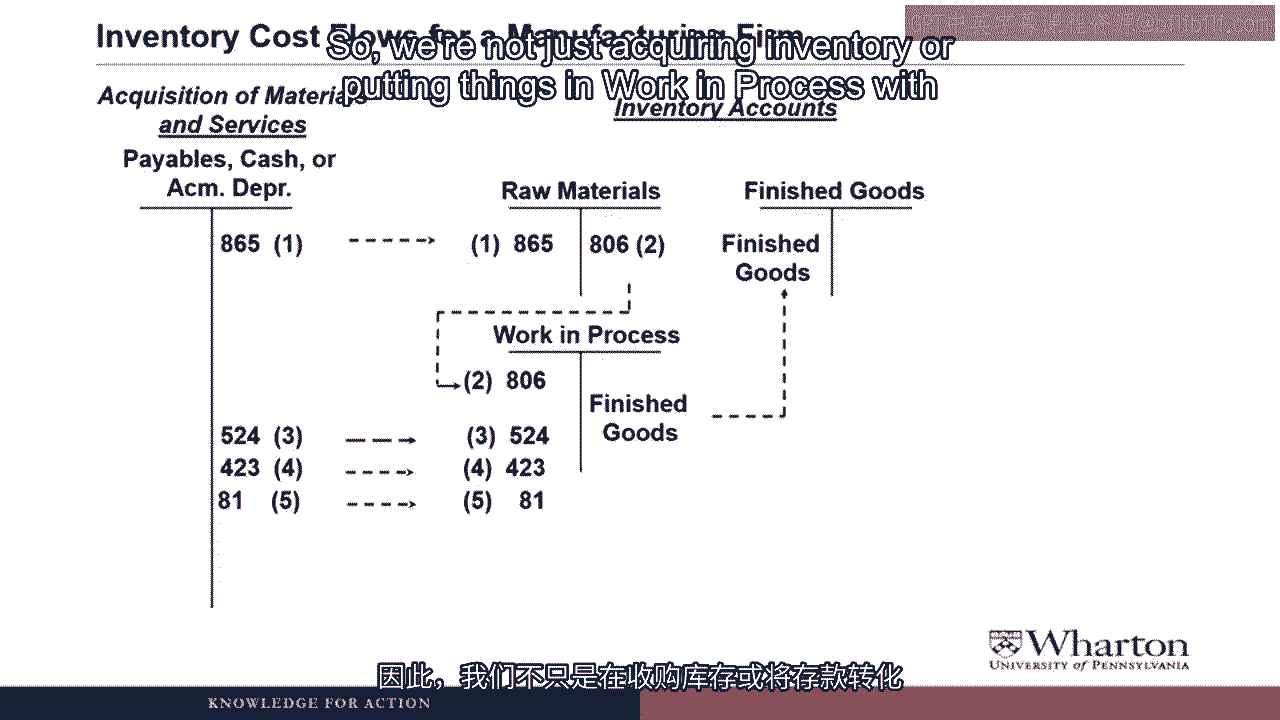 Inventory Cost Flows for a Manufacturing Firm
So, we're not just acquiring inventory or
putting things in Work in Process with
Acquisition of Materials
and Services
Inventory Accounts
Payables, Cash, or
Acm. Depr.
Raw Materials
Finished Goods
865 (1)
(1) 865
806 (2)
Finished
Goods
Work in Process
(2) 806
Finished
Goods
524 (3)
(3) 524
423 (4)
(4) 423
81 (5)
(5) 81
Wharton
UNIVERSITY of PENNSYLVANIA
因此，我们不只是在收购库存或将存款转化
KNOWLEDGE FOR ACTION